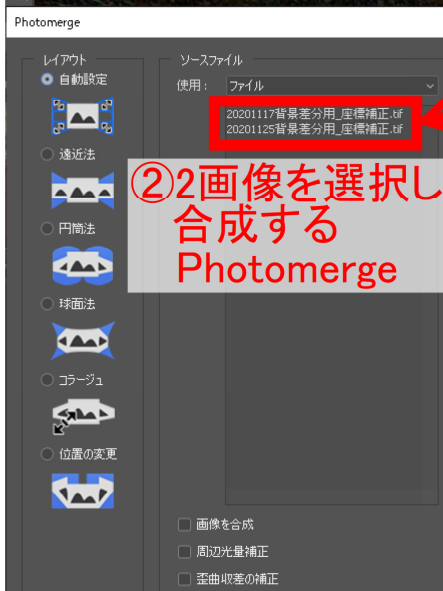 Photomerge
レイアウト
自動設定
遠近法
円筒法
球面法
コラージュ
位置の変更
ソースファイル
使用： ファイル
20201117背景差分用_座標補正.tif
20201125背景差分用_座標補正.tif
②2画像を選択し
合成する
Photomerge
画像を合成
周辺光量補正
歪曲収差の補正